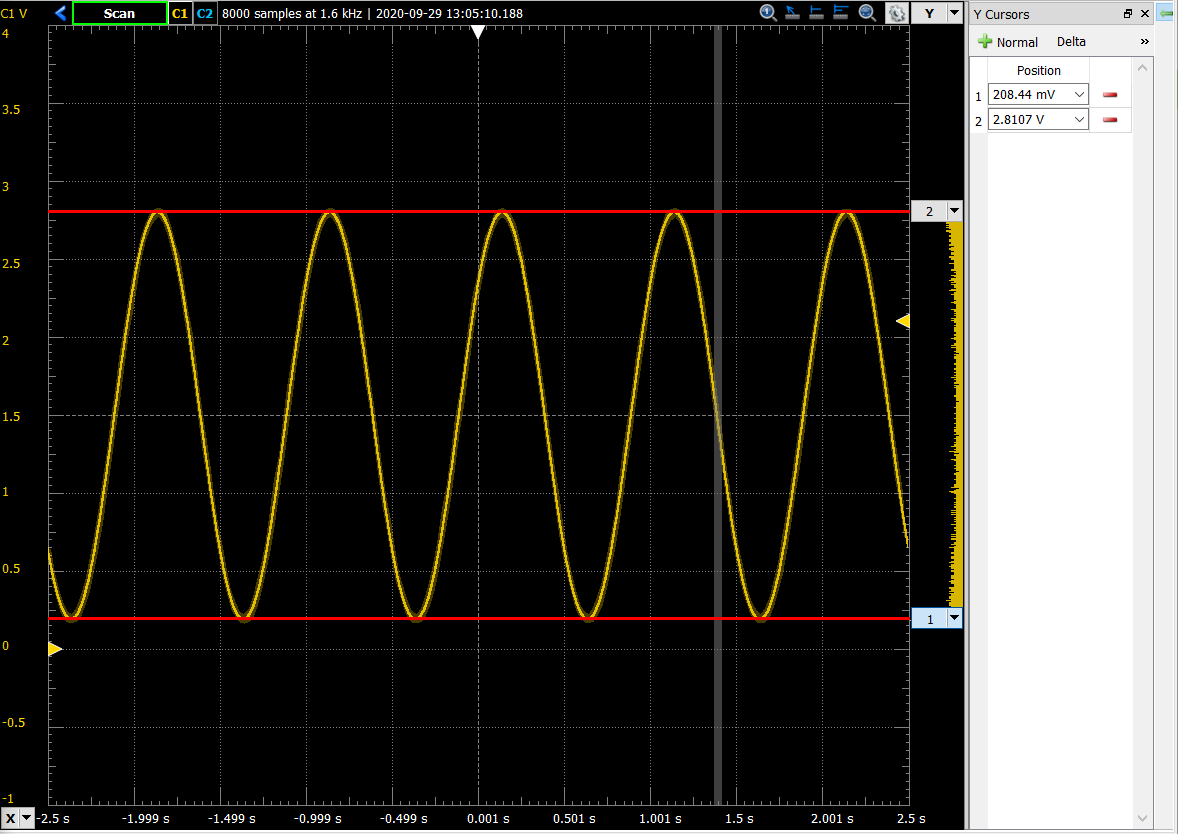 C1 V Scan C1 C2 8000 samples at 1.6 kHz | 2020-09-29 13:05:10.188 Y
Y Cursors
Normal Delta »
Position
1 208.44 mV
2 2.8107 V
4
3.5
3
2.5
2
1.5
1
0.5
0
-0.5
-1
2
1
X -2.5 s -1.999 s -1.499 s -0.999 s -0.499 s 0.001 s 0.501 s 1.001 s 1.5 s 2.001 s 2.5 s